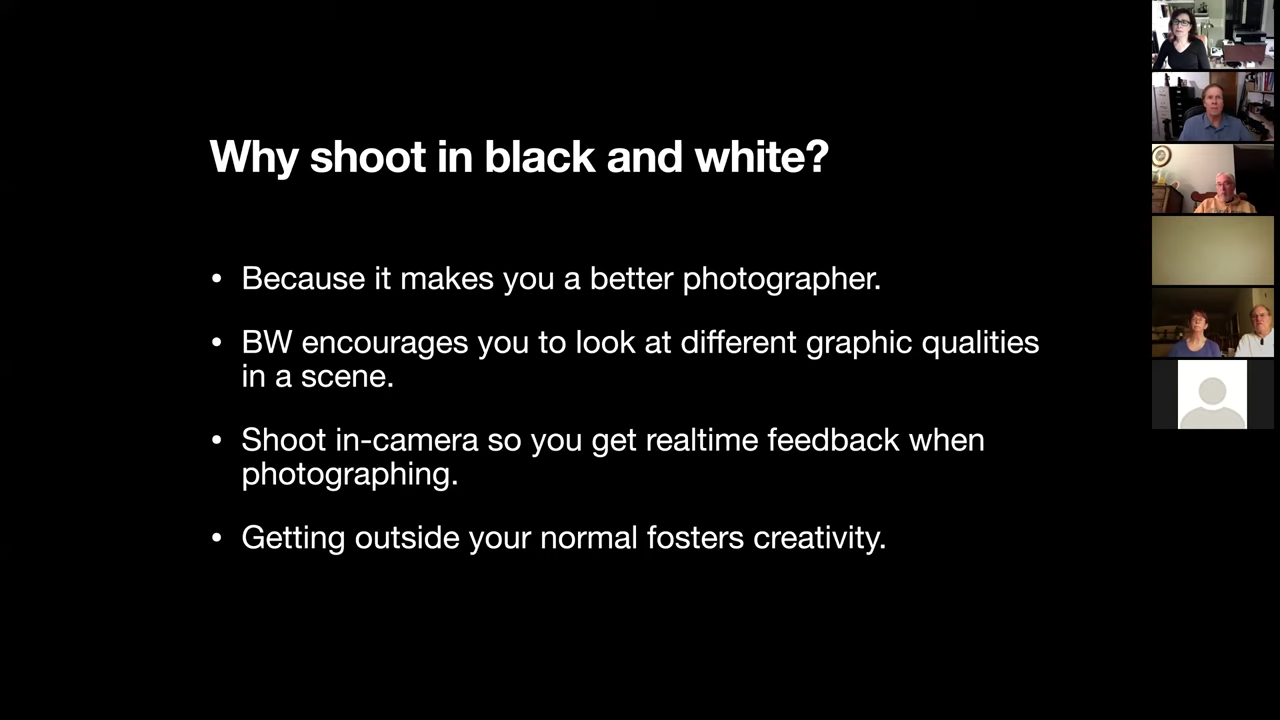 Why shoot in black and white?
• Because it makes you a better photographer.
• BW encourages you to look at different graphic qualities
in a scene.
• Shoot in-camera so you get realtime feedback when
photographing.
• Getting outside your normal fosters creativity.